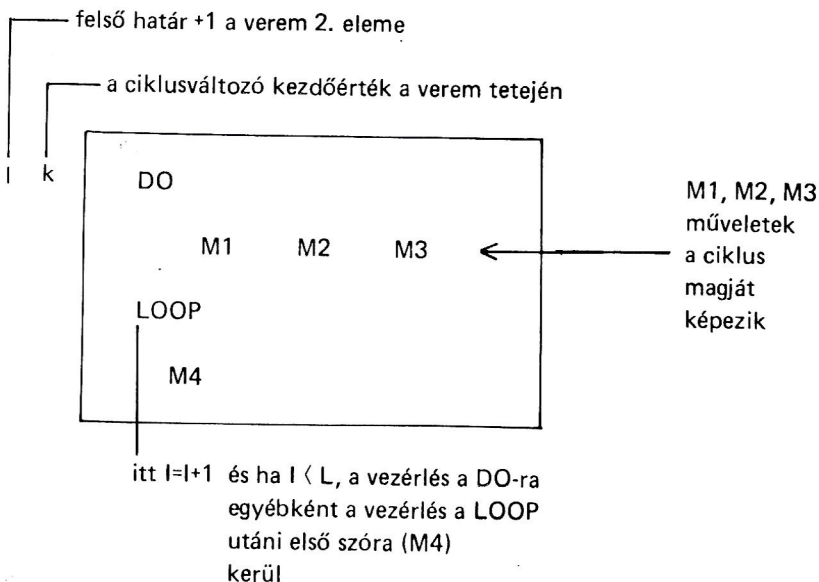 felső határ +1 a verem 2. eleme
a ciklusváltozó kezdőérték a verem tetején
l k
DO
M1 M2 M3
LOOP
M4
M1, M2, M3
műveletek
a ciklus
magját
képezik
itt I=I+1 és ha I < L, a vezérlés a DO-ra
egyébként a vezérlés a LOOP
utáni első szóra (M4)
kerül